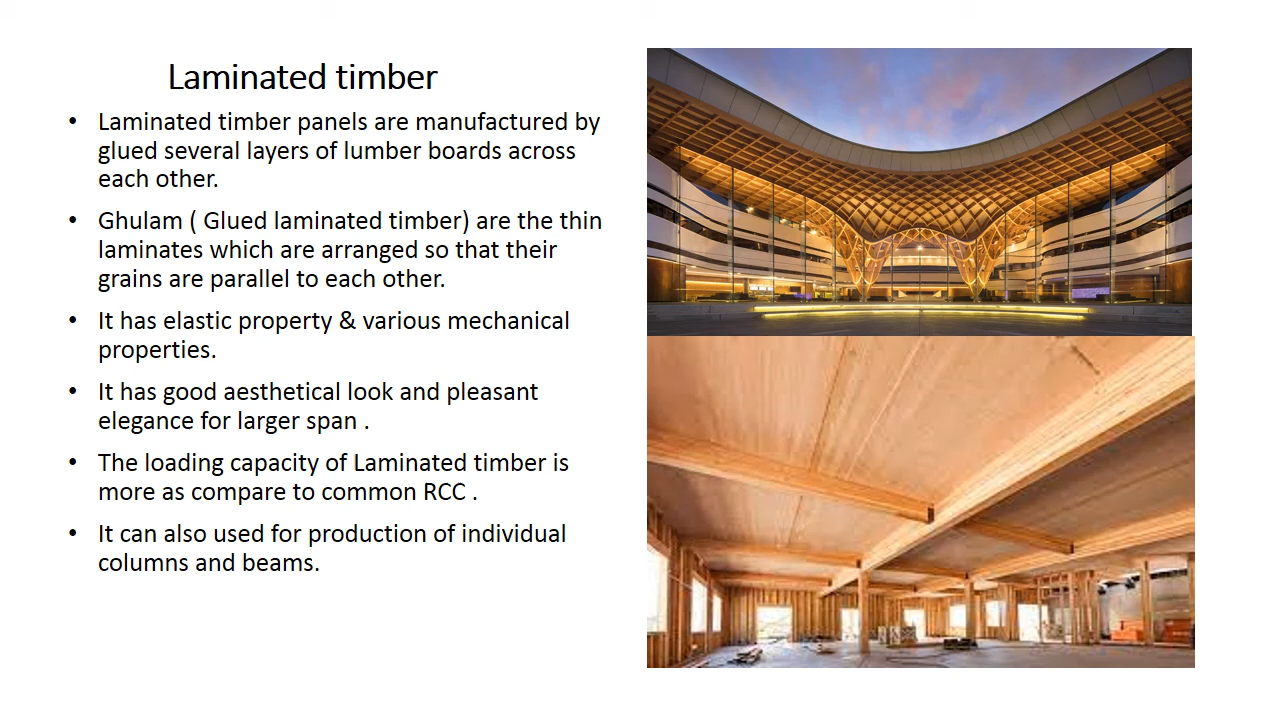 Laminated timber
• Laminated timber panels are manufactured by
glued several layers of lumber boards across
each other.
• Ghulam ( Glued laminated timber) are the thin
laminates which are arranged so that their
grains are parallel to each other.
• It has elastic property & various mechanical
properties.
• It has good aesthetical look and pleasant
elegance for larger span .
• The loading capacity of Laminated timber is
more as compare to common RCC .
• It can also used for production of individual
columns and beams.